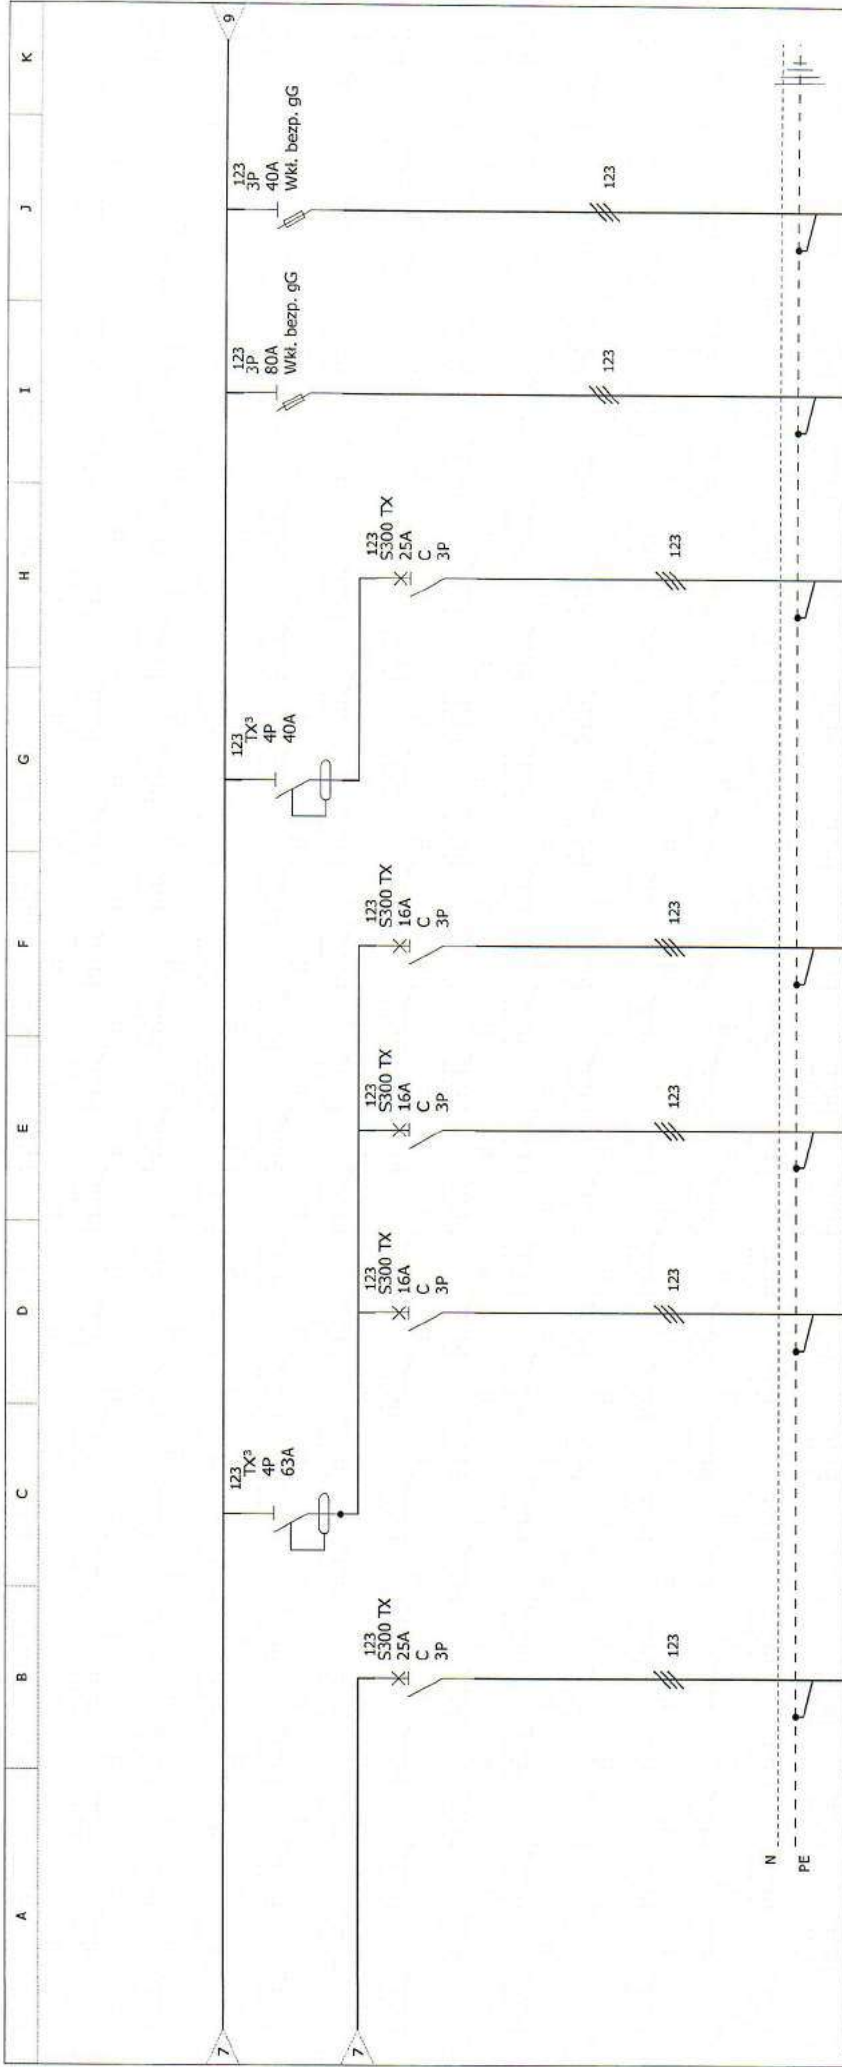 A B C D E F G H I J K
7
9
7
123
S300 TX
25A
C
3P
123
123
TX³
4P
63A
123
S300 TX
16A
C
3P
123
123
S300 TX
16A
C
3P
123
123
S300 TX
16A
C
3P
123
123
TX³
4P
40A
123
S300 TX
25A
C
3P
123
123
3P
80A
Wkł. bezp. gG
123
123
3P
40A
Wkł. bezp. gG
123
N
PE